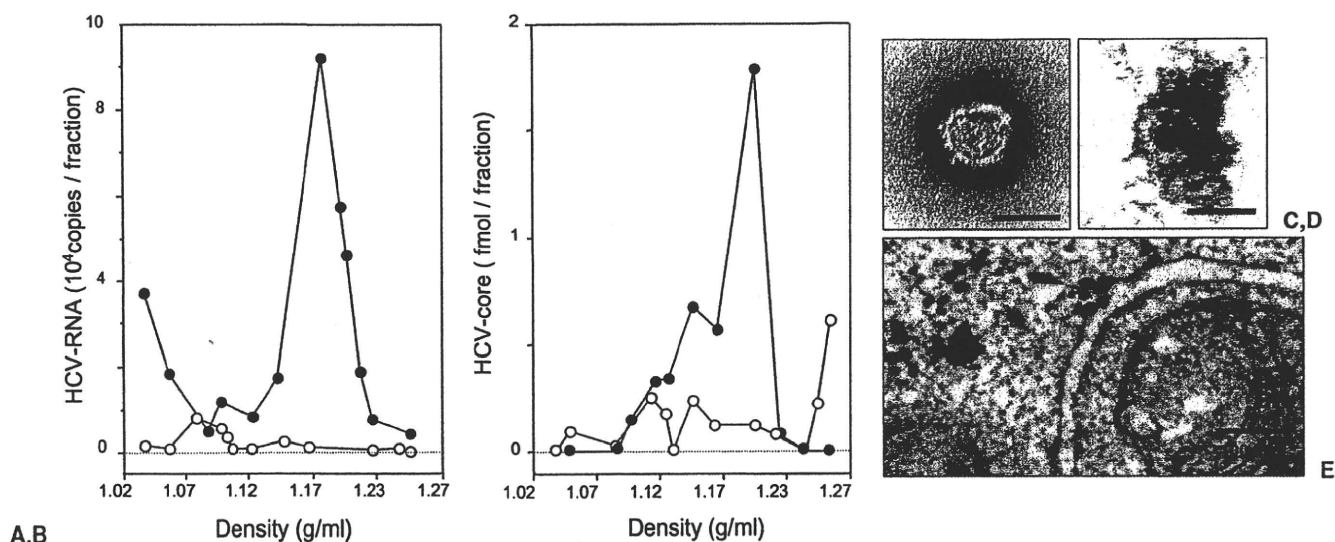 10
8
6
4
2
0
HCV-RNA (10⁴copies / fraction)
1.02 1.07 1.12 1.17 1.23 1.27
Density (g/ml)
2
1
0
HCV-core ( fmol / fraction)
1.02 1.07 1.12 1.17 1.23 1.27
Density (g/ml)
A,B
C,D
E